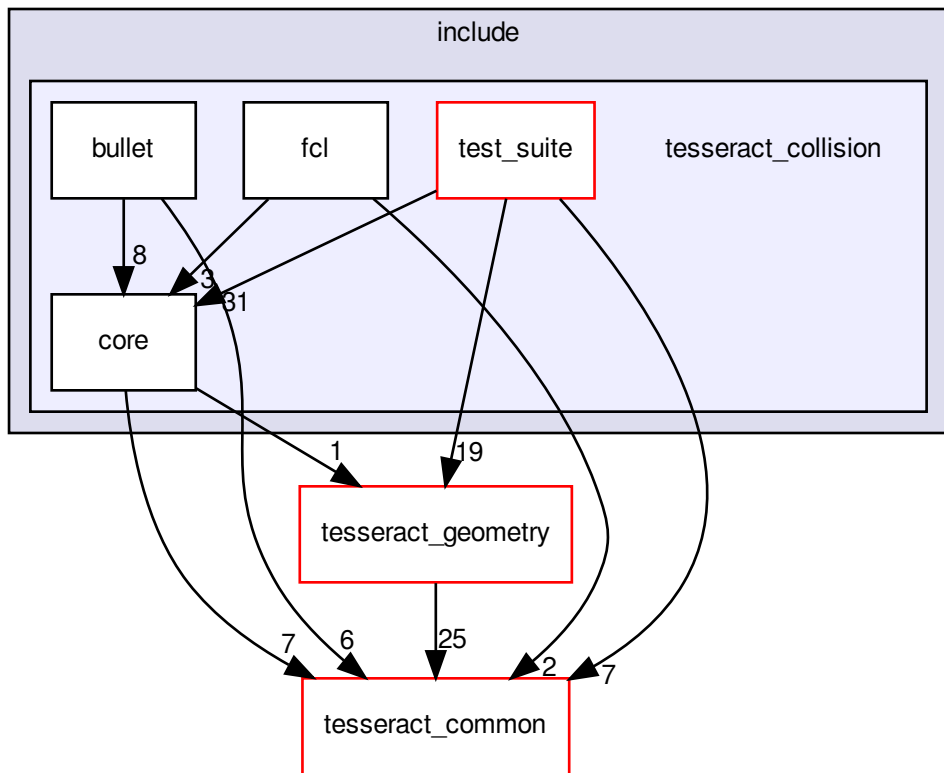 include
bullet
fcl
test_suite
tesseract_collision
8
3
31
core
1
19
tesseract_geometry
7
6
25
2
7
tesseract_common